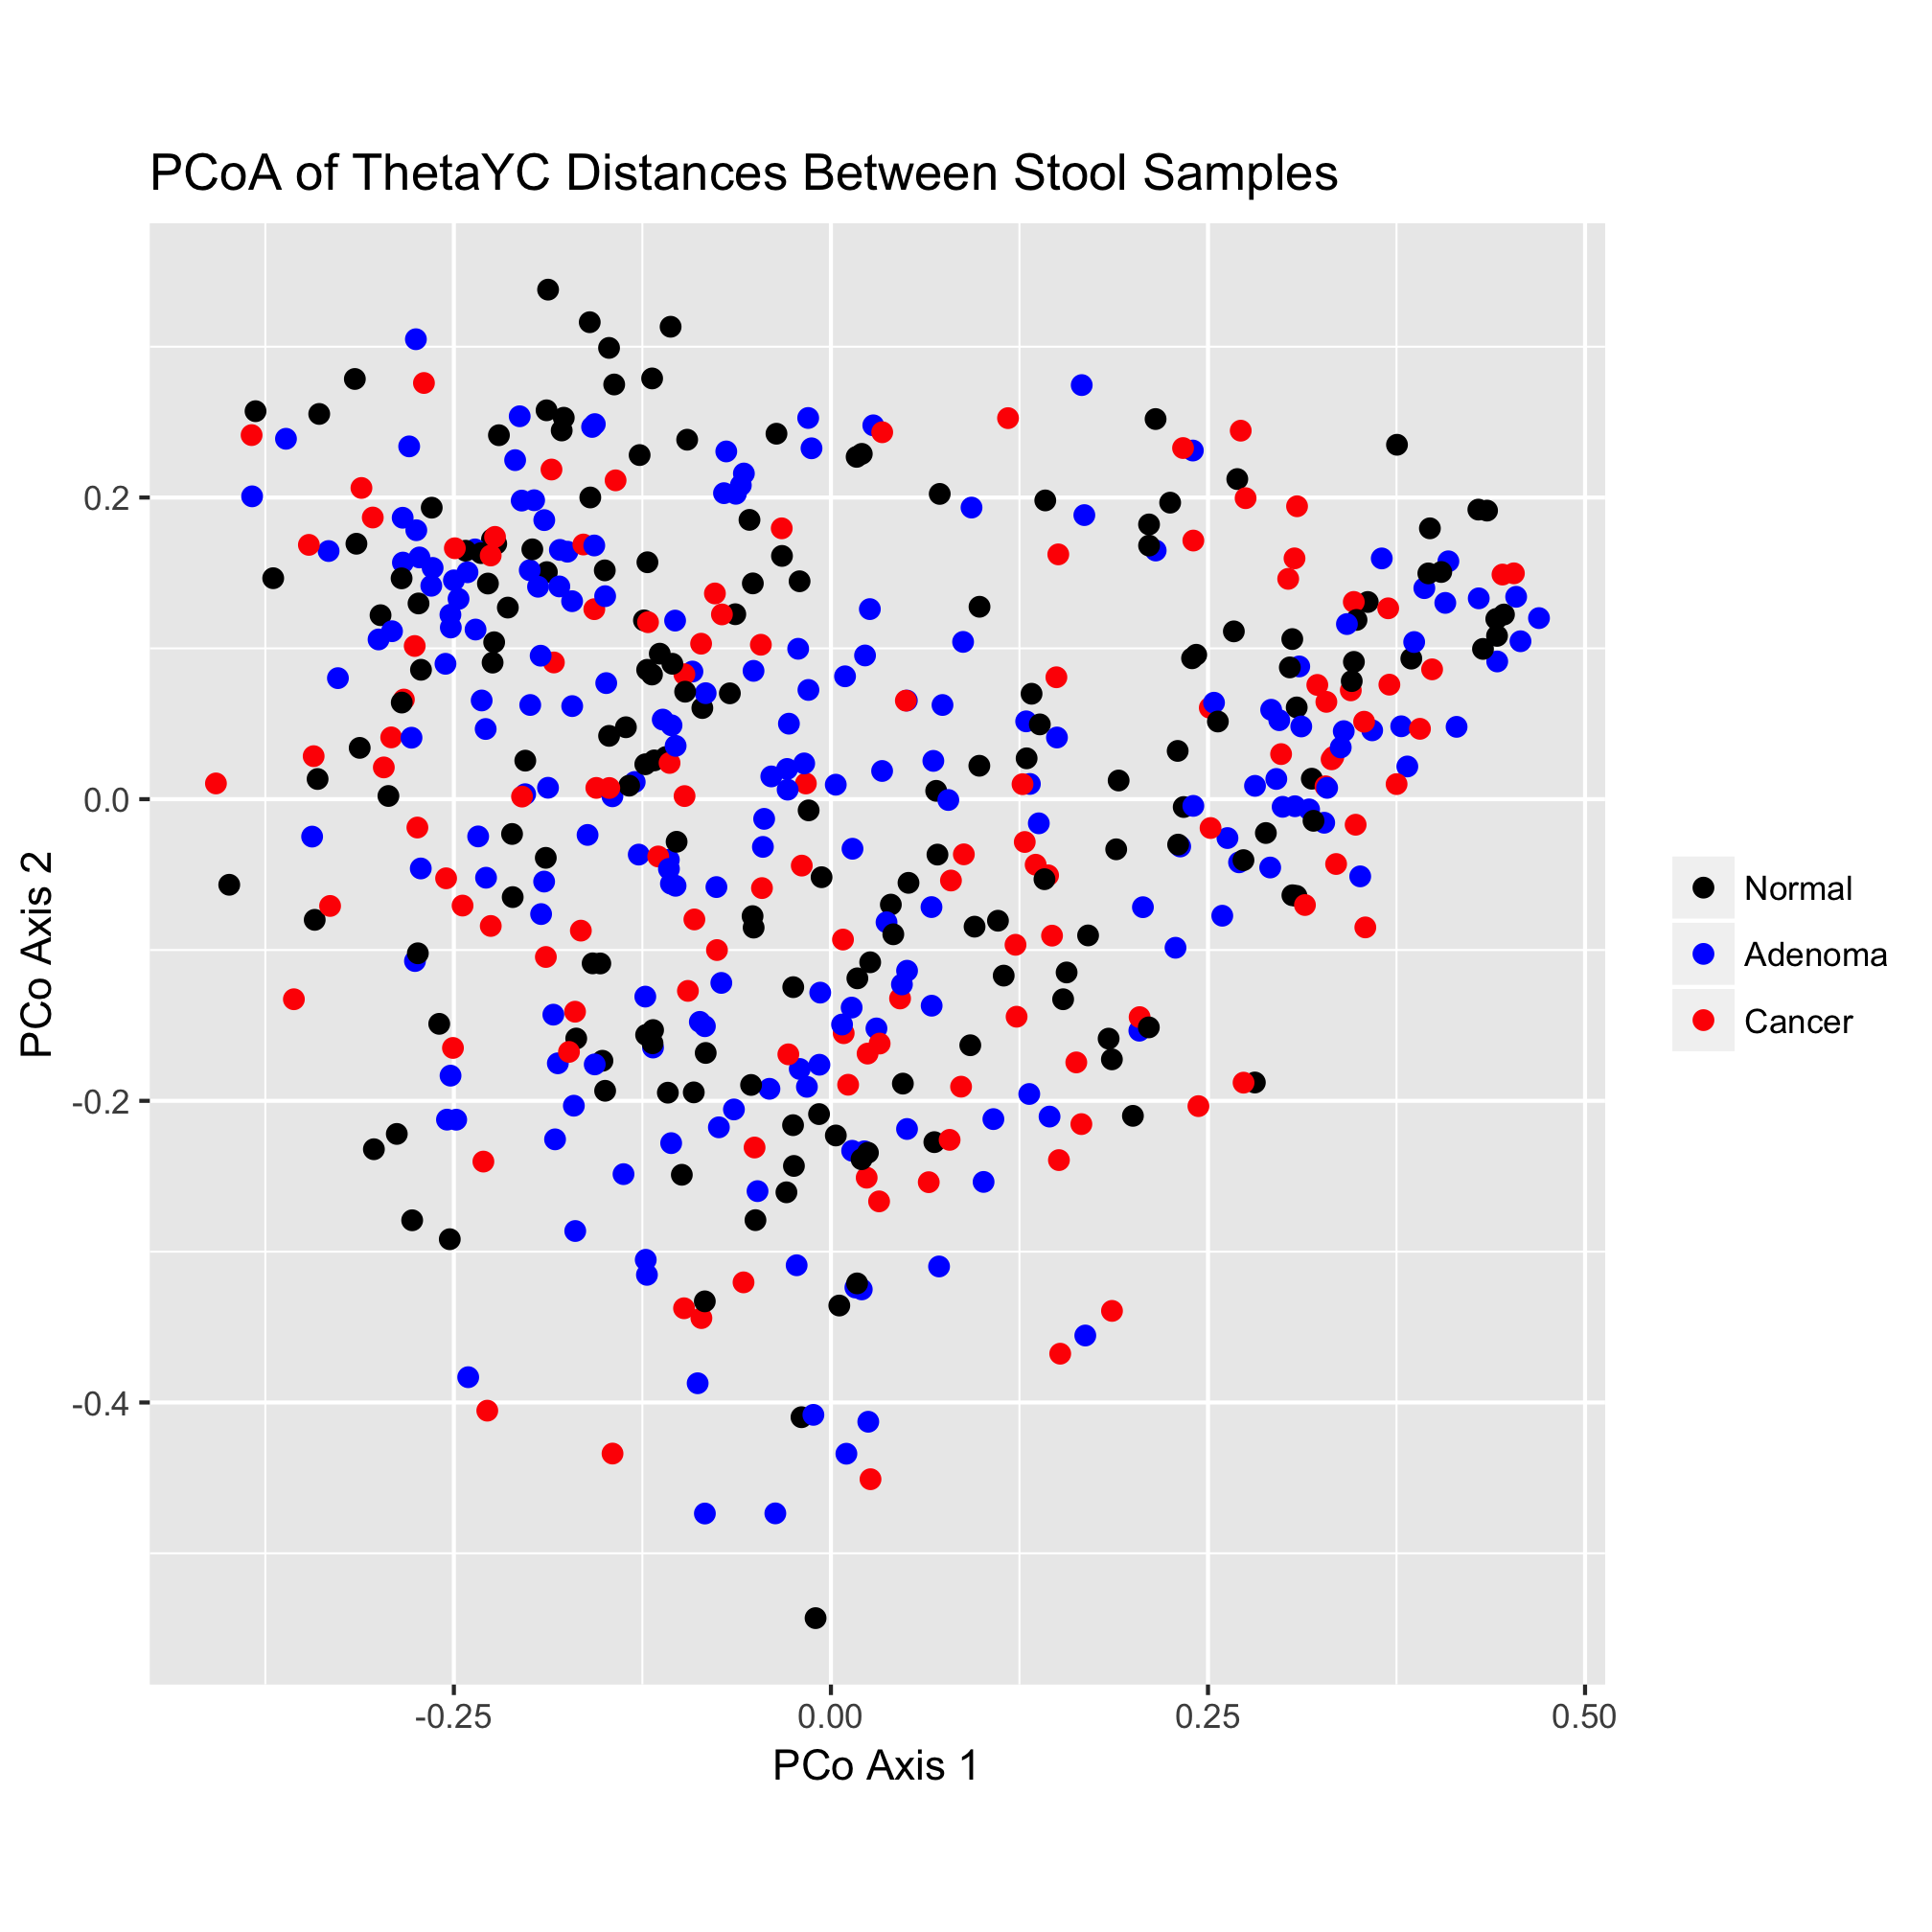 PCoA of ThetaYC Distances Between Stool Samples
PCo Axis 2
0.2
0.0
-0.2
-0.4
-0.25
0.00
0.25
0.50
PCo Axis 1
Normal
Adenoma
Cancer